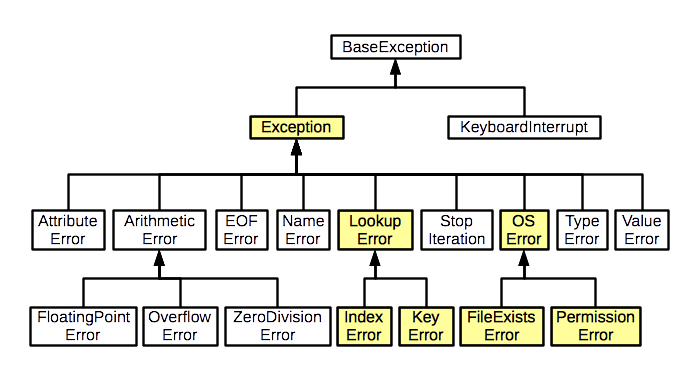 BaseException
Exception
KeyboardInterrupt
Attribute
Error
Arithmetic
Error
EOF
Error
Name
Error
Lookup
Error
Stop
Iteration
OS
Error
Type
Error
Value
Error
FloatingPoint
Error
Overflow
Error
ZeroDivision
Error
Index
Error
Key
Error
FileExists
Error
Permission
Error